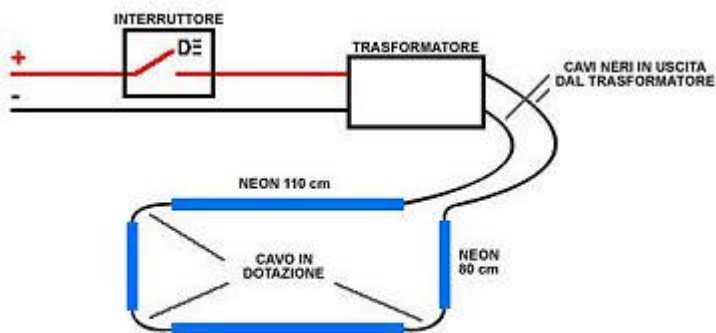 INTERRUTTORE
+
-
TRASFORMATORE
CAVI NERI IN USCITA
DAL TRASFORMATORE
NEON 110 cm
CAVO IN
DOTAZIONE
NEON
80 cm